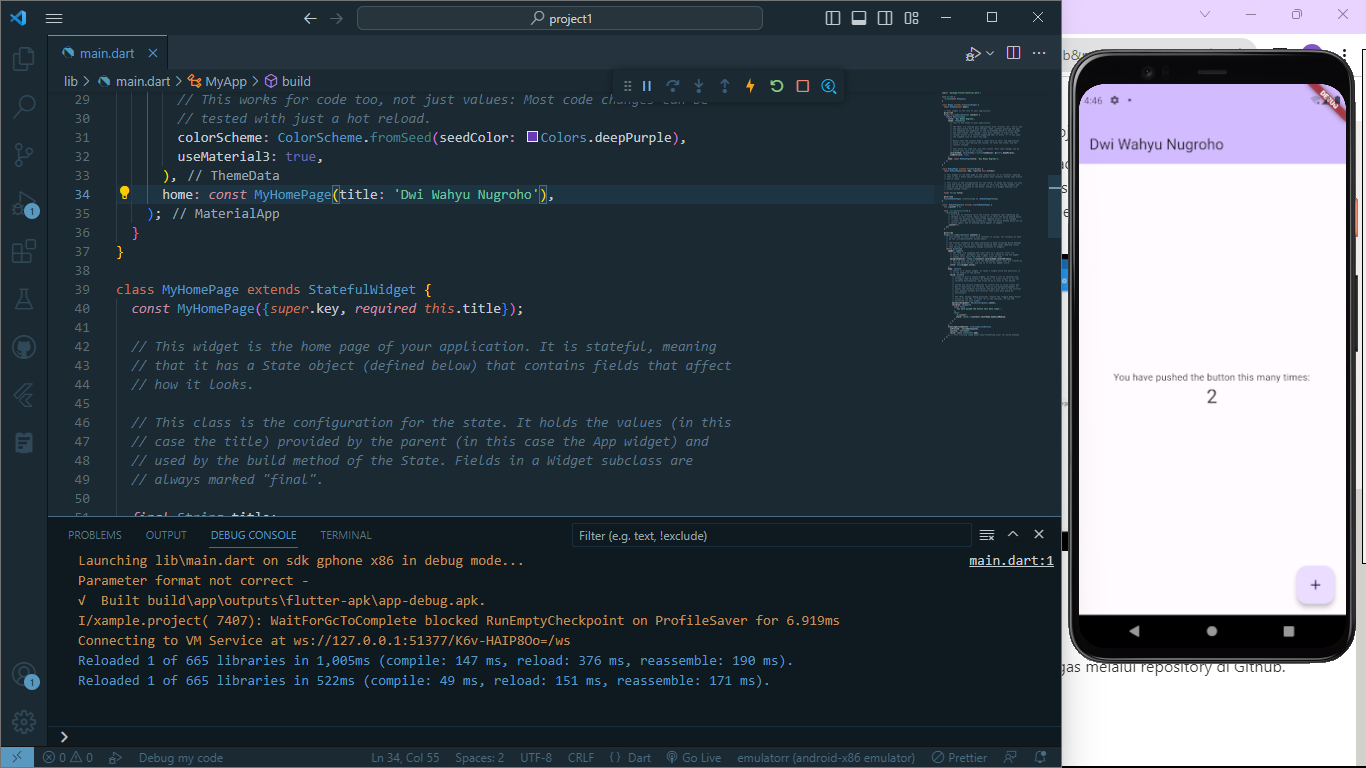 project1
main.dart
lib > main.dart > MyApp > build
29 // This works for code too, not just values: Most code changes can be
30 // tested with just a hot reload.
31 colorScheme: ColorScheme.fromSeed(seedColor: Colors.deepPurple),
32 useMaterial3: true,
33 ), // ThemeData
34 home: const MyHomePage(title: 'Dwi Wahyu Nugroho'),
35 ); // MaterialApp
36 }
37 }
38
39 class MyHomePage extends StatefulWidget {
40 const MyHomePage({super.key, required this.title});
41
42 // This widget is the home page of your application. It is stateful, meaning
43 // that it has a State object (defined below) that contains fields that affect
44 // how it looks.
45
46 // This class is the configuration for the state. It holds the values (in this
47 // case the title) provided by the parent (in this case the App widget) and
48 // used by the build method of the State. Fields in a Widget subclass are
49 // always marked "final".
50
51 final String title;
1
1
PROBLEMS OUTPUT DEBUG CONSOLE TERMINAL
Filter (e.g. text, !exclude)
Launching lib\main.dart on sdk gphone x86 in debug mode...
main.dart:1
Parameter format not correct -
√ Built build\app\outputs\flutter-apk\app-debug.apk.
I/xample.project( 7407): WaitForGcToComplete blocked RunEmptyCheckpoint on ProfileSaver for 6.919ms
Connecting to VM Service at ws://127.0.0.1:51377/K6v-HAIP8Oo=/ws
Reloaded 1 of 665 libraries in 1,005ms (compile: 147 ms, reload: 376 ms, reassemble: 190 ms).
Reloaded 1 of 665 libraries in 522ms (compile: 49 ms, reload: 151 ms, reassemble: 171 ms).
0 0 Debug my code Ln 34, Col 55 Spaces: 2 UTF-8 CRLF { } Dart Go Live emulatorr (android-x86 emulator) Prettier
4:46
DEBUG
Dwi Wahyu Nugroho
You have pushed the button this many times:
2
+
gas melalui repository di Github.